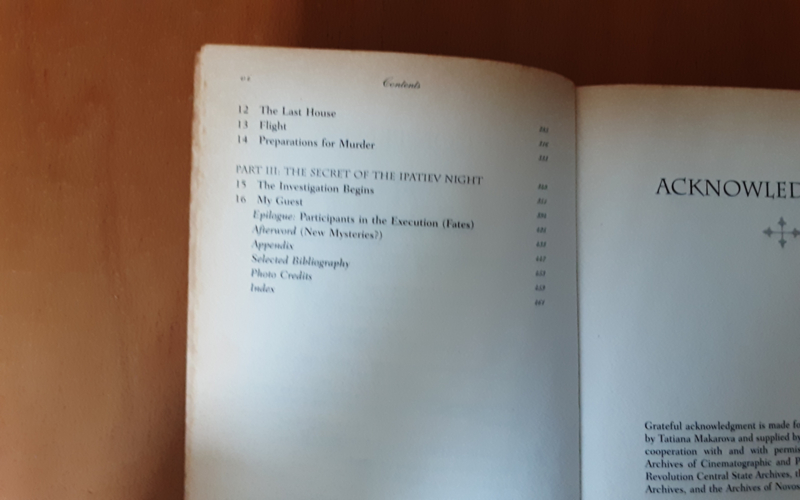 Contents
12 The Last House
13 Flight
14 Preparations for Murder
PART III: THE SECRET OF THE IPATIEV NIGHT
15 The Investigation Begins
16 My Guest
Epilogue: Participants in the Execution (Fates)
Afterword (New Mysteries?)
Appendix
Selected Bibliography
Photo Credits
Index
ACKNOWLED
Grateful acknowledgment is made fo
by Tatiana Makarova and supplied by
cooperation with and with permi
Archives of Cinematographic and P
Revolution Central State Archives, th
Archives, and the Archives of Novos